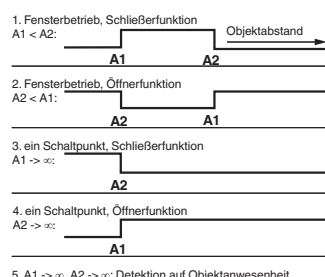 1. Fensterbetrieb, Schließerfunktion
A1 < A2:
Objektabstand
A1 A2
2. Fensterbetrieb, Öffnerfunktion
A2 < A1:
A2 A1
3. ein Schaltpunkt, Schließerfunktion
A1 -> ∞:
A2
4. ein Schaltpunkt, Öffnerfunktion
A2 -> ∞:
A1
5. A1 -> ∞, A2 -> ∞: Detektion auf Objektanwesenheit